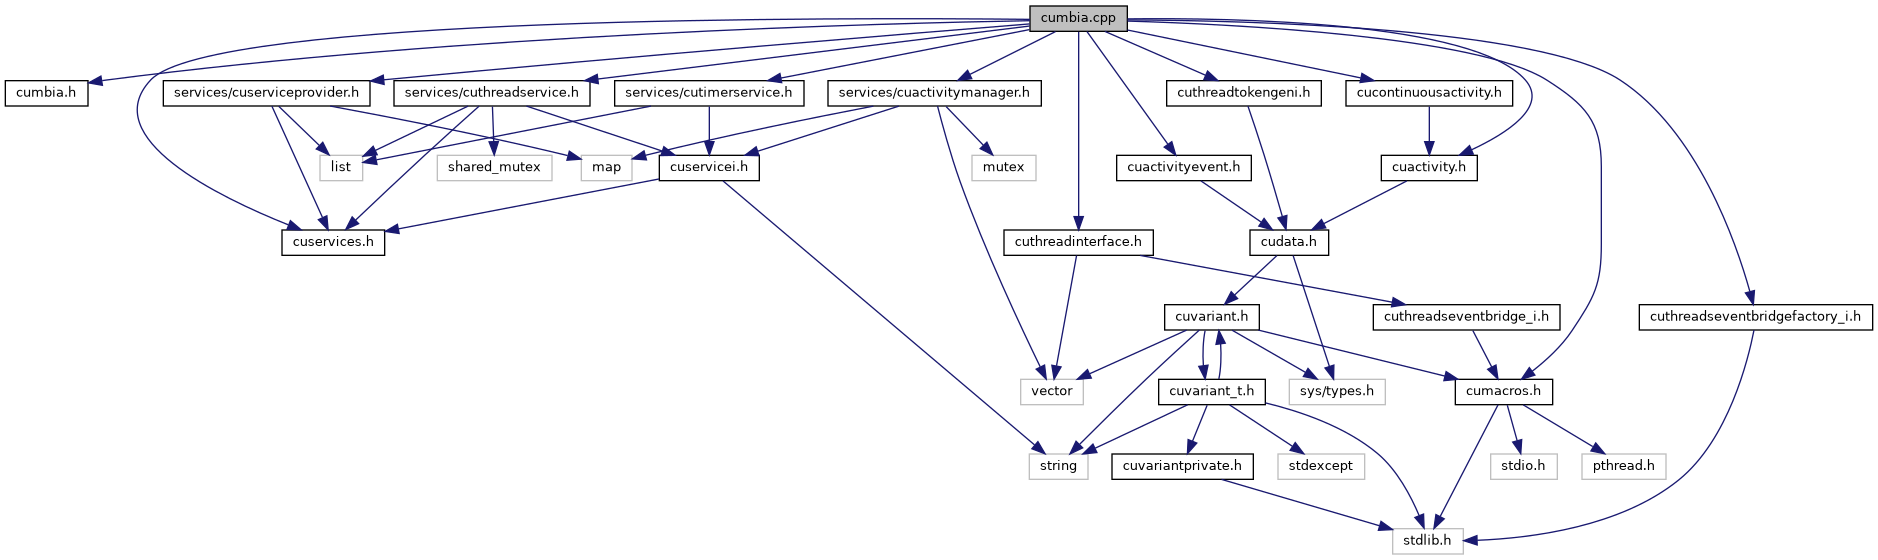 cumbia.cpp
cumbia.h
services/cuserviceprovider.h
services/cuthreadservice.h
services/cutimerservice.h
services/cuactivitymanager.h
cuthreadtokengeni.h
cucontinuousactivity.h
list
shared_mutex
map
cuservicei.h
mutex
cuactivityevent.h
cuactivity.h
cuservices.h
cuthreadinterface.h
cudata.h
cuvariant.h
cuthreadseventbridge_i.h
cuthreadseventbridgefactory_i.h
vector
cuvariant_t.h
sys/types.h
cumacros.h
string
cuvariantprivate.h
stdexcept
stdio.h
pthread.h
stdlib.h